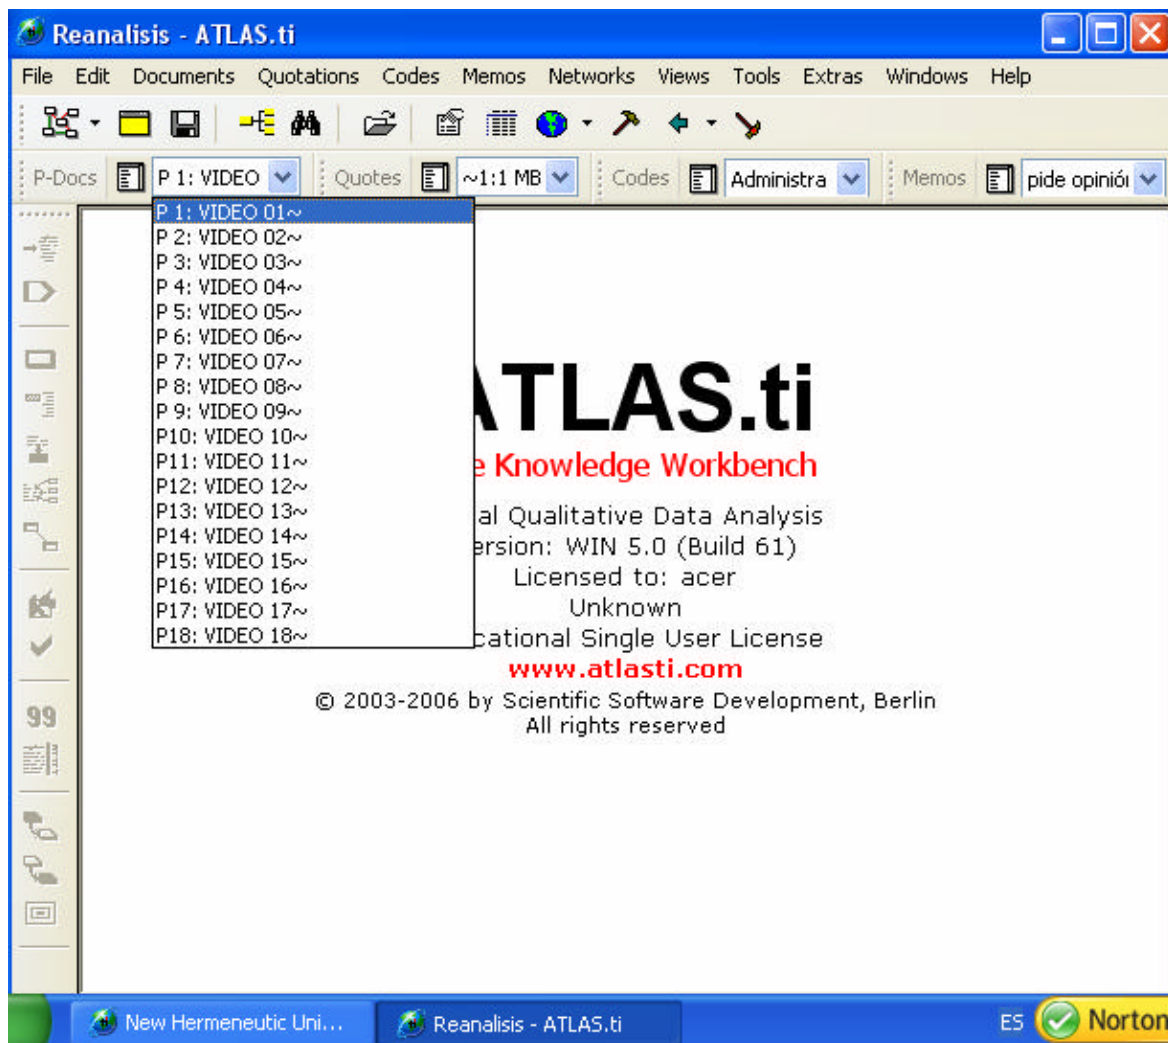 Reanalisis - ATLAS.ti
File Edit Documents Quotations Codes Memos Networks Views Tools Extras Windows Help
P-Docs P 1: VIDEO Quotes ~1:1 MB Codes Administra Memos pide opinión
P 1: VIDEO 01~
P 2: VIDEO 02~
P 3: VIDEO 03~
P 4: VIDEO 04~
P 5: VIDEO 05~
P 6: VIDEO 06~
P 7: VIDEO 07~
P 8: VIDEO 08~
P 9: VIDEO 09~
P10: VIDEO 10~
P11: VIDEO 11~
P12: VIDEO 12~
P13: VIDEO 13~
P14: VIDEO 14~
P15: VIDEO 15~
P16: VIDEO 16~
P17: VIDEO 17~
P18: VIDEO 18~
ATLAS.ti
e Knowledge Workbench
al Qualitative Data Analysis
ersion: WIN 5.0 (Build 61)
Licensed to: acer
Unknown
cational Single User License
www.atlasti.com
© 2003-2006 by Scientific Software Development, Berlin
All rights reserved
99
New Hermeneutic Uni... Reanalisis - ATLAS.ti ES Norton